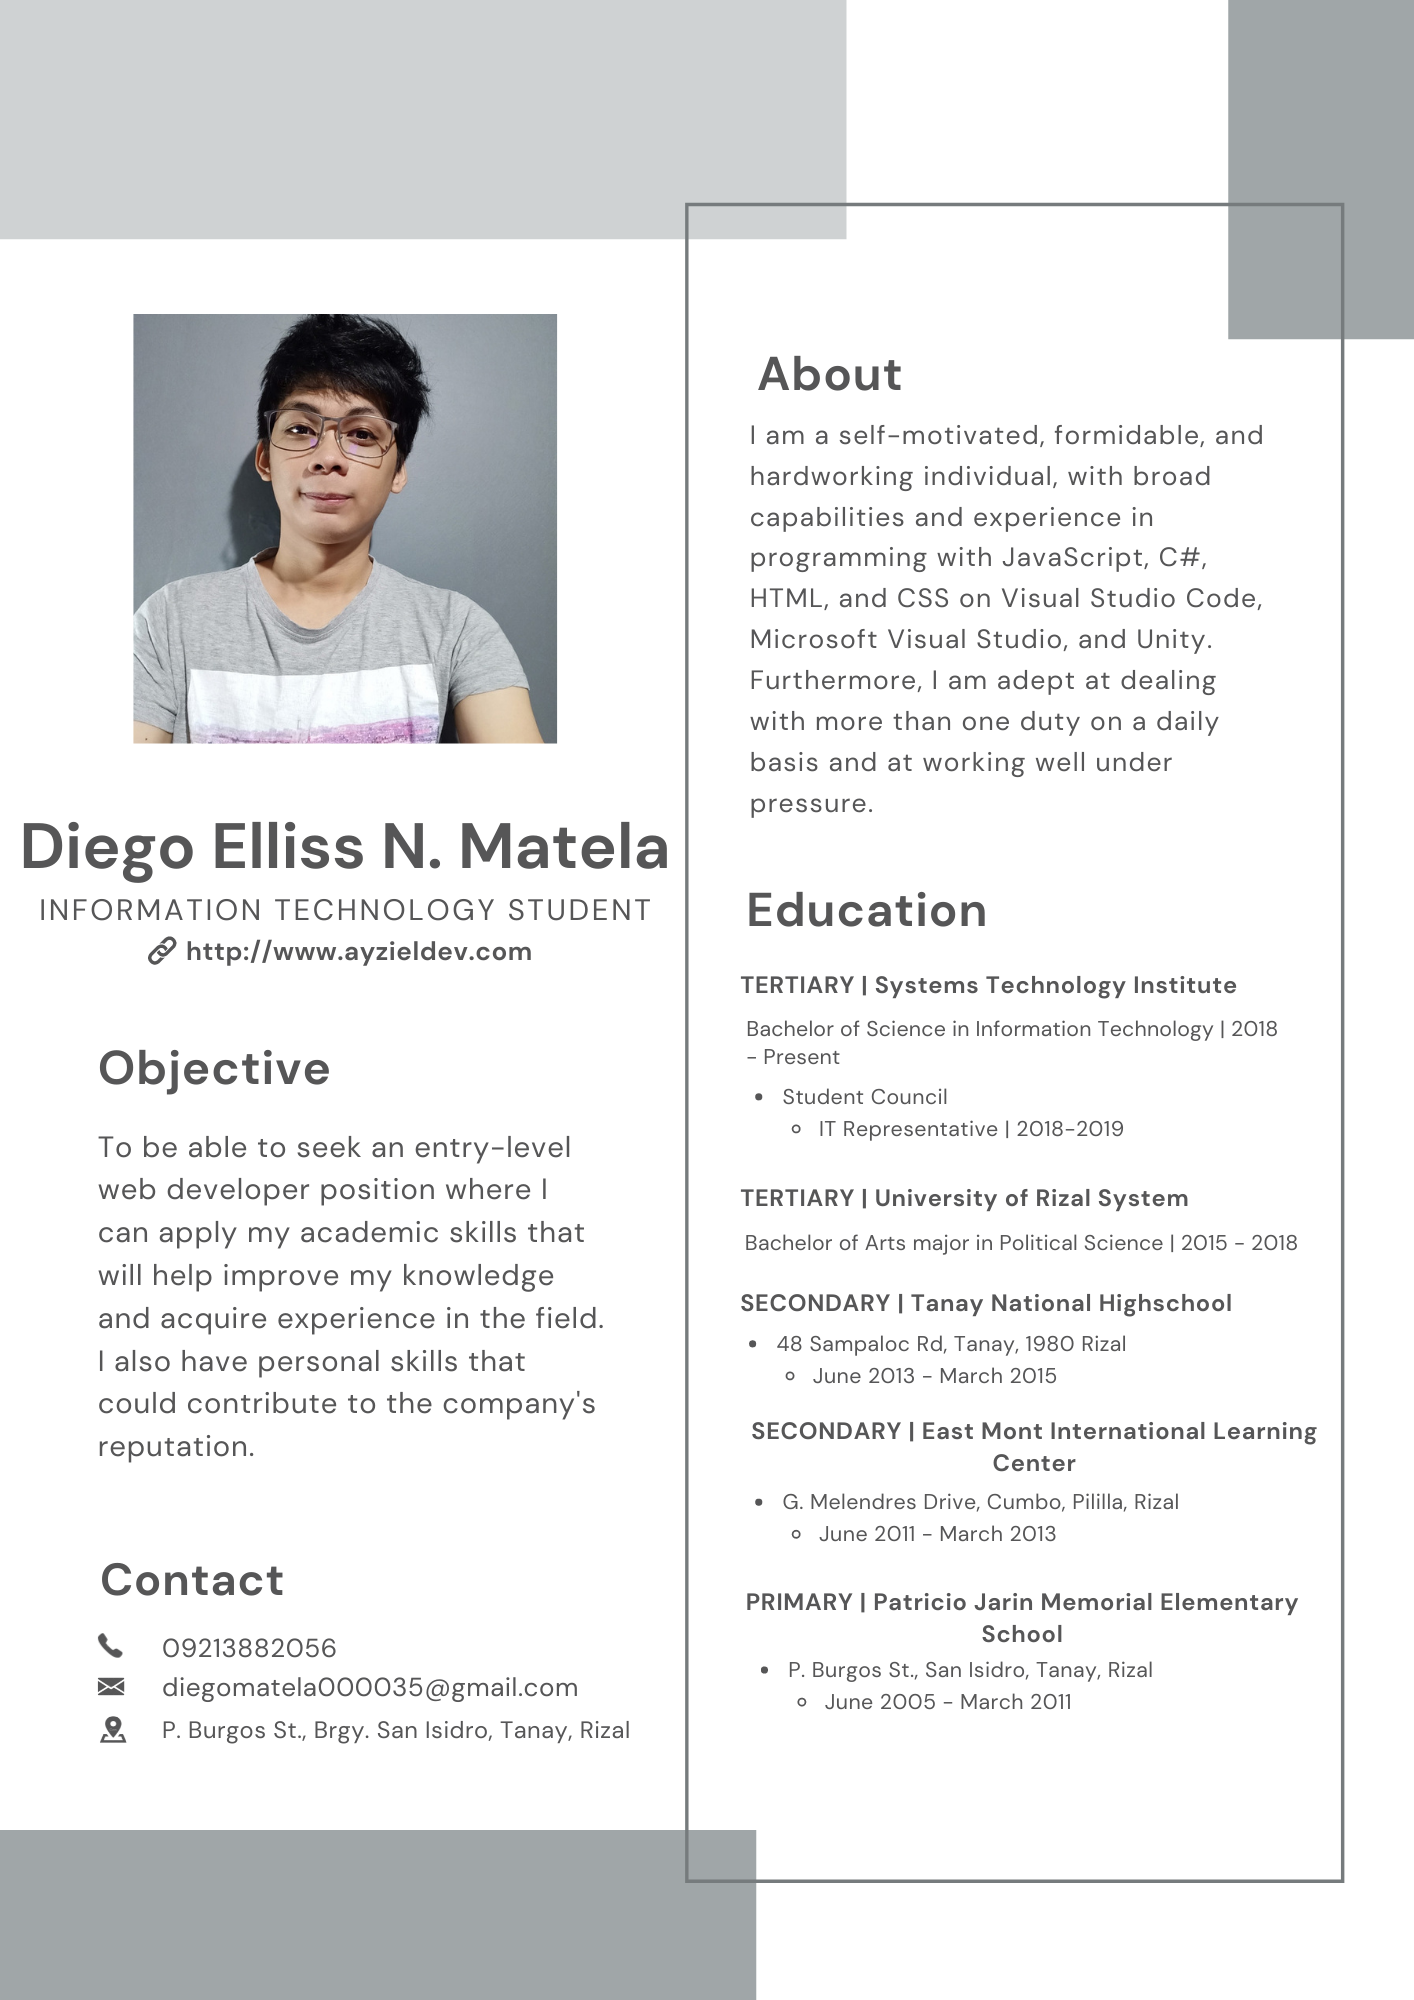 Diego Elliss N. Matela
INFORMATION TECHNOLOGY STUDENT
http://www.ayzieldev.com
Objective
To be able to seek an entry-level
web developer position where I
can apply my academic skills that
will help improve my knowledge
and acquire experience in the field.
I also have personal skills that
could contribute to the company's
reputation.
Contact
09213882056
diegomatela000035@gmail.com
P. Burgos St., Brgy. San Isidro, Tanay, Rizal
About
I am a self-motivated, formidable, and
hardworking individual, with broad
capabilities and experience in
programming with JavaScript, C#,
HTML, and CSS on Visual Studio Code,
Microsoft Visual Studio, and Unity.
Furthermore, I am adept at dealing
with more than one duty on a daily
basis and at working well under
pressure.
Education
TERTIARY | Systems Technology Institute
Bachelor of Science in Information Technology | 2018
- Present
• Student Council
◦ IT Representative | 2018-2019
TERTIARY | University of Rizal System
Bachelor of Arts major in Political Science | 2015 - 2018
SECONDARY | Tanay National Highschool
• 48 Sampaloc Rd, Tanay, 1980 Rizal
◦ June 2013 - March 2015
SECONDARY | East Mont International Learning
Center
• G. Melendres Drive, Cumbo, Pililla, Rizal
◦ June 2011 - March 2013
PRIMARY | Patricio Jarin Memorial Elementary
School
• P. Burgos St., San Isidro, Tanay, Rizal
◦ June 2005 - March 2011